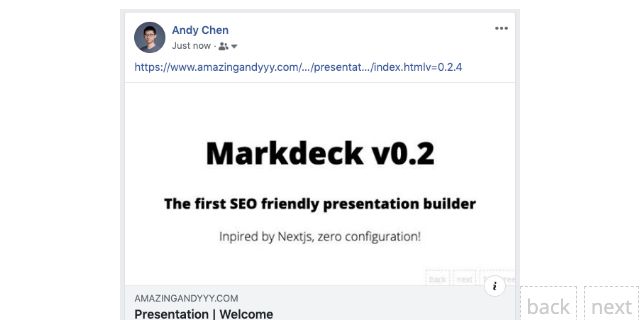 Andy Chen
Just now ·
https://www.amazingandyyy.com/.../presentat.../index.htmlv=0.2.4
Markdeck v0.2
The first SEO friendly presentation builder
Inpired by Nextjs, zero configuration!
back next
i
AMAZINGANDYYY.COM
Presentation | Welcome
back next